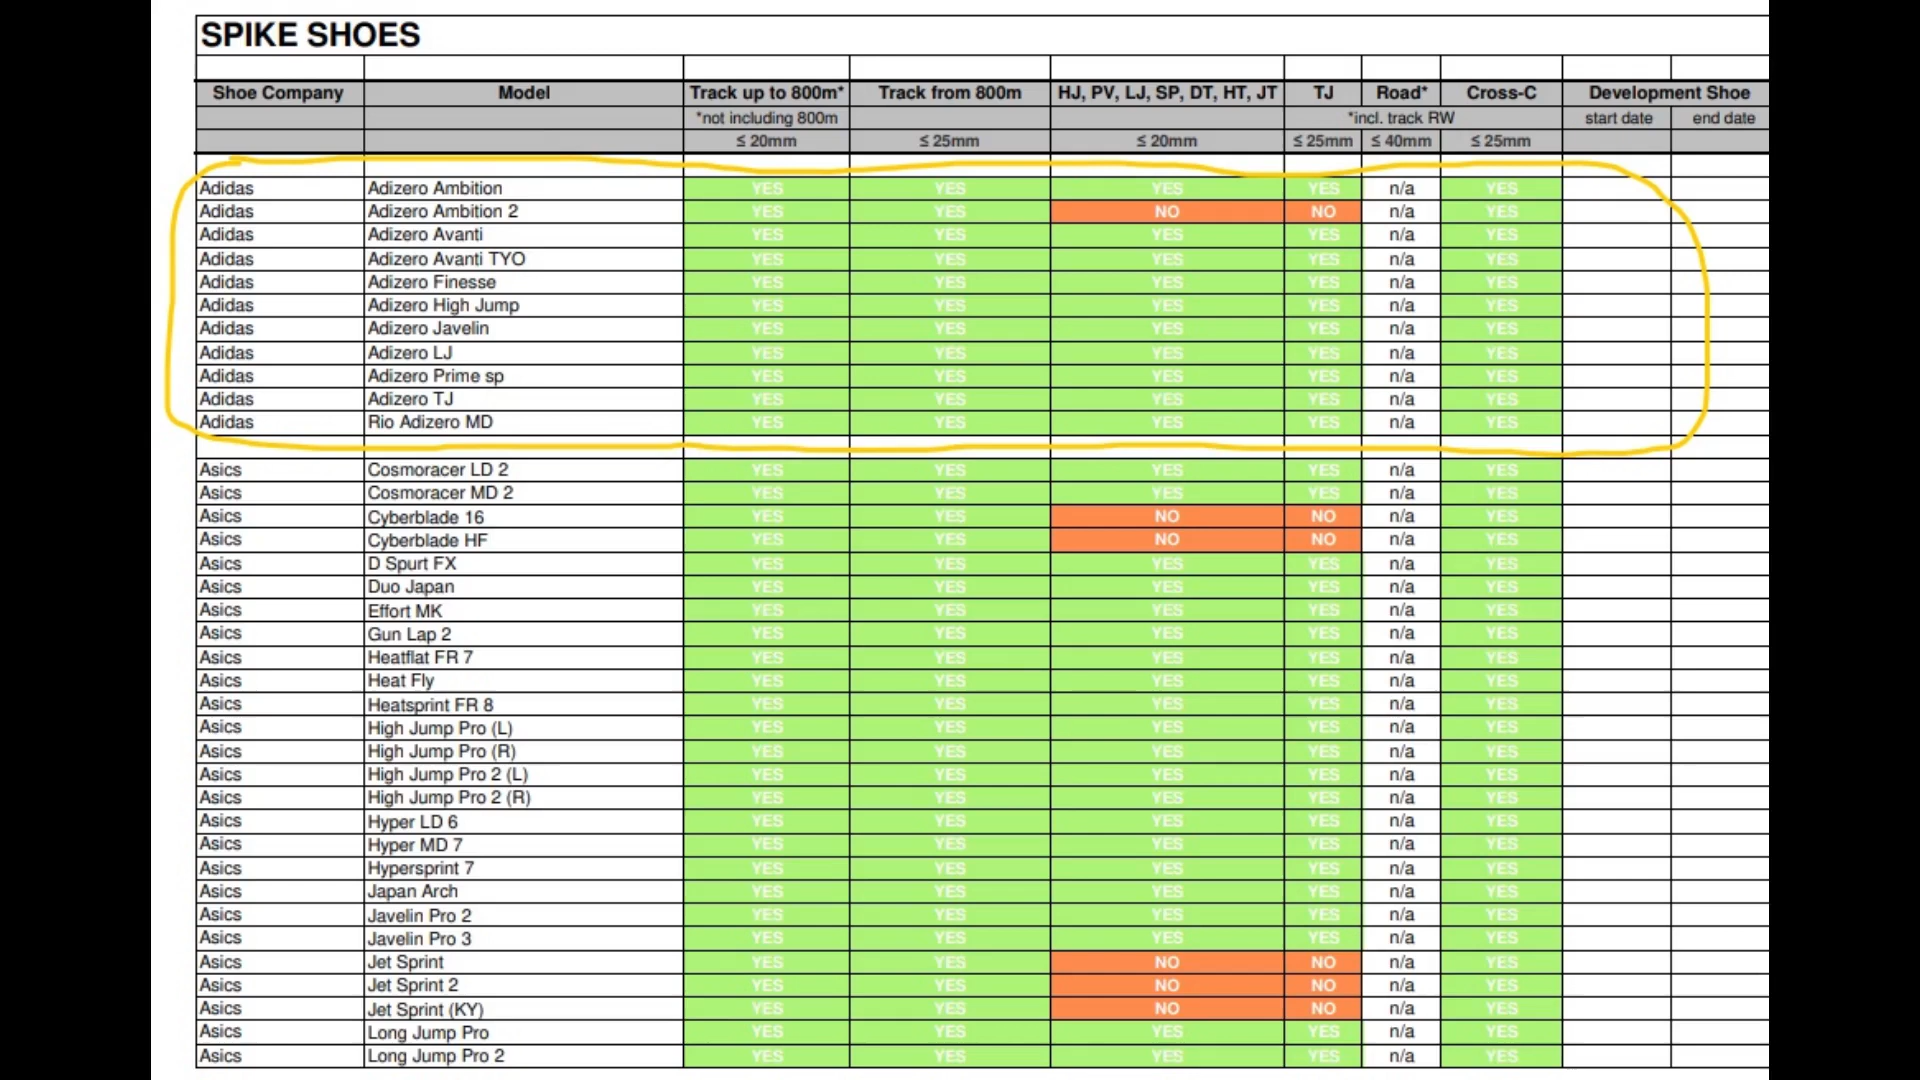 SPIKE SHOES
Shoe Company Model Track up to 800m* Track from 800m HJ, PV, LJ, SP, DT, HT, JT TJ Road* Cross-C Development Shoe
*not including 800m *incl. track RW start date end date
≤ 20mm ≤ 25mm ≤ 20mm ≤ 25mm ≤ 40mm ≤ 25mm
Adidas Adizero Ambition YES YES YES YES n/a YES
Adidas Adizero Ambition 2 YES YES NO NO n/a YES
Adidas Adizero Avanti YES YES YES YES n/a YES
Adidas Adizero Avanti TYO YES YES YES YES n/a YES
Adidas Adizero Finesse YES YES YES YES n/a YES
Adidas Adizero High Jump YES YES YES YES n/a YES
Adidas Adizero Javelin YES YES YES YES n/a YES
Adidas Adizero LJ YES YES YES YES n/a YES
Adidas Adizero Prime sp YES YES YES YES n/a YES
Adidas Adizero TJ YES YES YES YES n/a YES
Adidas Rio Adizero MD YES YES YES YES n/a YES
Asics Cosmoracer LD 2 YES YES YES YES n/a YES
Asics Cosmoracer MD 2 YES YES YES YES n/a YES
Asics Cyberblade 16 YES YES NO NO n/a YES
Asics Cyberblade HF YES YES NO NO n/a YES
Asics D Spurt FX YES YES YES YES n/a YES
Asics Duo Japan YES YES YES YES n/a YES
Asics Effort MK YES YES YES YES n/a YES
Asics Gun Lap 2 YES YES YES YES n/a YES
Asics Heatflat FR 7 YES YES YES YES n/a YES
Asics Heat Fly YES YES YES YES n/a YES
Asics Heatsprint FR 8 YES YES YES YES n/a YES
Asics High Jump Pro (L) YES YES YES YES n/a YES
Asics High Jump Pro (R) YES YES YES YES n/a YES
Asics High Jump Pro 2 (L) YES YES YES YES n/a YES
Asics High Jump Pro 2 (R) YES YES YES YES n/a YES
Asics Hyper LD 6 YES YES YES YES n/a YES
Asics Hyper MD 7 YES YES YES YES n/a YES
Asics Hypersprint 7 YES YES YES YES n/a YES
Asics Japan Arch YES YES YES YES n/a YES
Asics Javelin Pro 2 YES YES YES YES n/a YES
Asics Javelin Pro 3 YES YES YES YES n/a YES
Asics Jet Sprint YES YES NO NO n/a YES
Asics Jet Sprint 2 YES YES NO NO n/a YES
Asics Jet Sprint (KY) YES YES NO NO n/a YES
Asics Long Jump Pro YES YES YES YES n/a YES
Asics Long Jump Pro 2 YES YES YES YES n/a YES